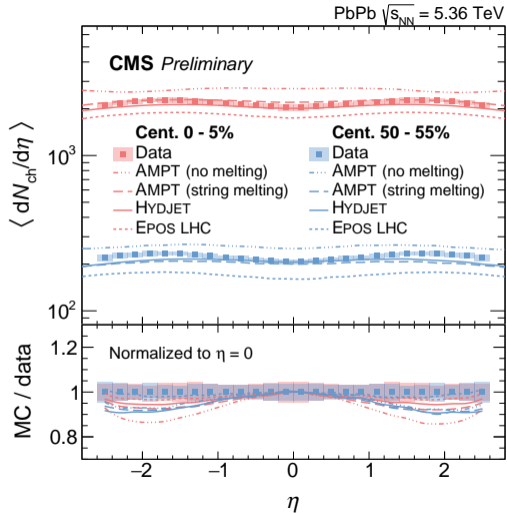 PbPb √s_NN = 5.36 TeV
CMS Preliminary
⟨ dN_ch/dη ⟩
10³
10²
Cent. 0 - 5%
Data
AMPT (no melting)
AMPT (string melting)
HYDJET
EPOS LHC
Cent. 50 - 55%
Data
AMPT (no melting)
AMPT (string melting)
HYDJET
EPOS LHC
MC / data
1.2
1
0.8
Normalized to η = 0
−2 −1 0 1 2
η